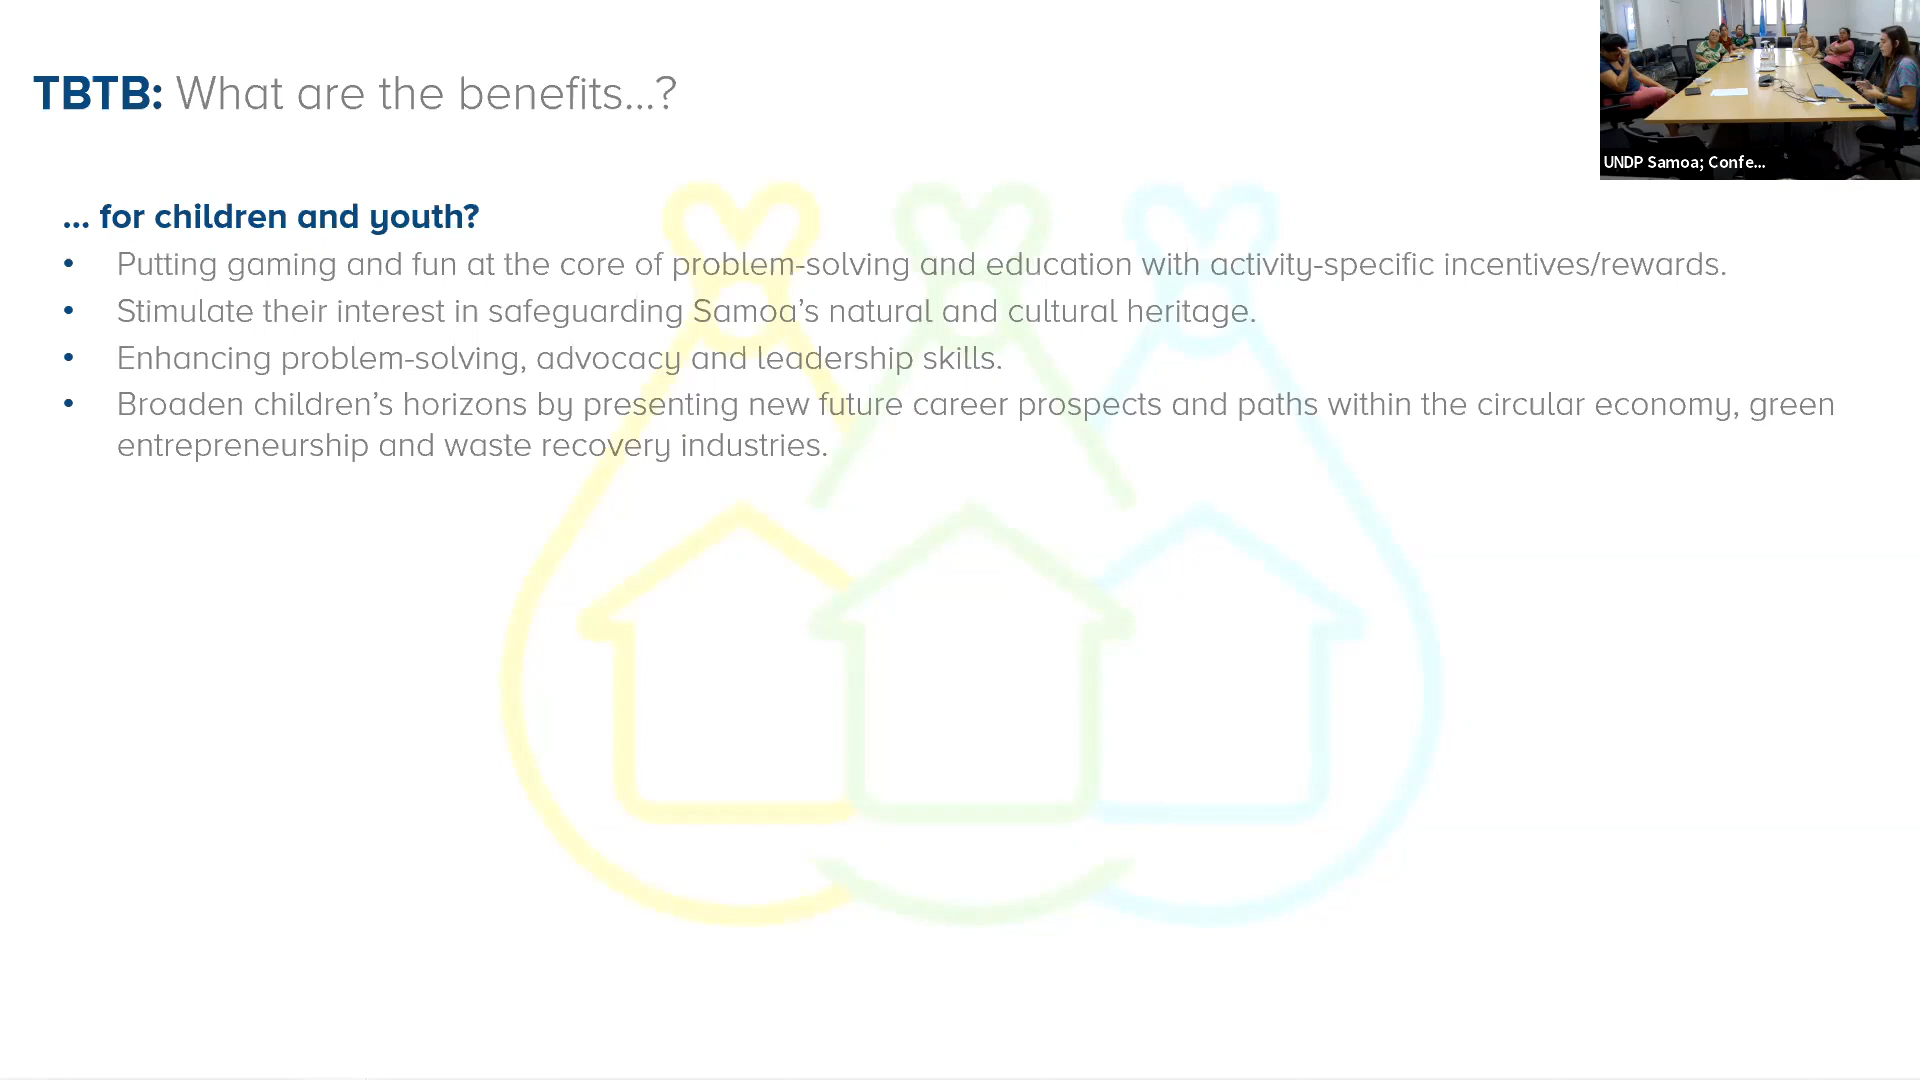 TBTB: What are the benefits...?
UNDP Samoa; Confe...
... for children and youth?
• Putting gaming and fun at the core of problem-solving and education with activity-specific incentives/rewards.
• Stimulate their interest in safeguarding Samoa’s natural and cultural heritage.
• Enhancing problem-solving, advocacy and leadership skills.
• Broaden children’s horizons by presenting new future career prospects and paths within the circular economy, green
entrepreneurship and waste recovery industries.